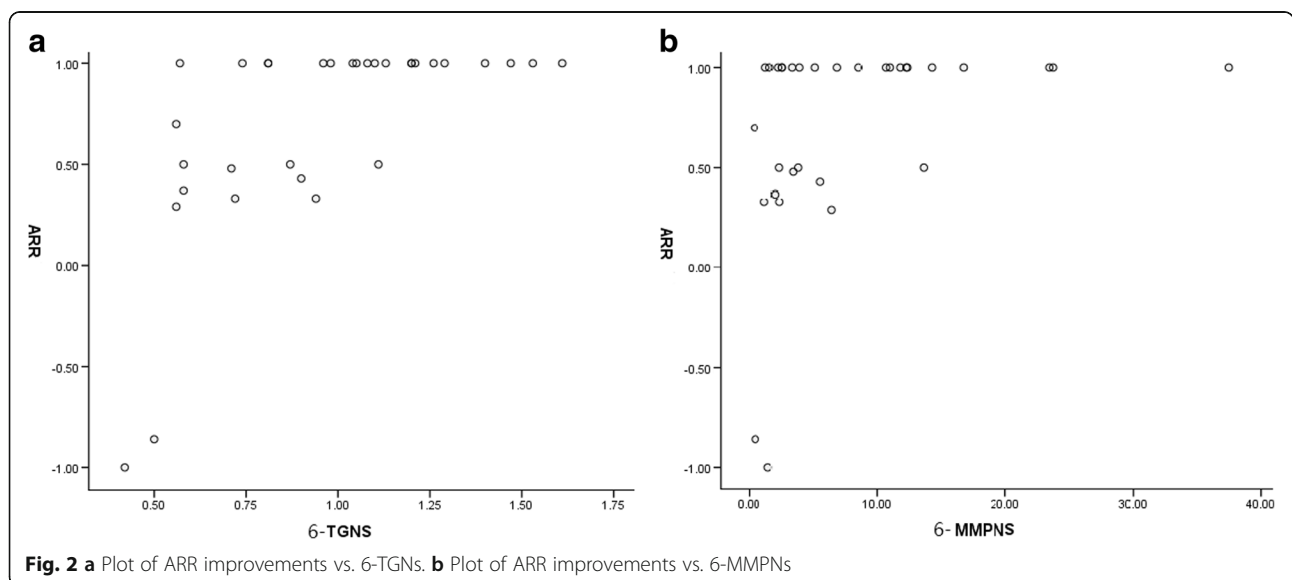 a
1.00
0.50
0.00
-0.50
-1.00
ARR
0.50 0.75 1.00 1.25 1.50 1.75
6-TGNS
b
1.00
0.50
0.00
-0.50
-1.00
ARR
0.00 10.00 20.00 30.00 40.00
6-MMPNS
Fig. 2 a Plot of ARR improvements vs. 6-TGNs. b Plot of ARR improvements vs. 6-MMPNs